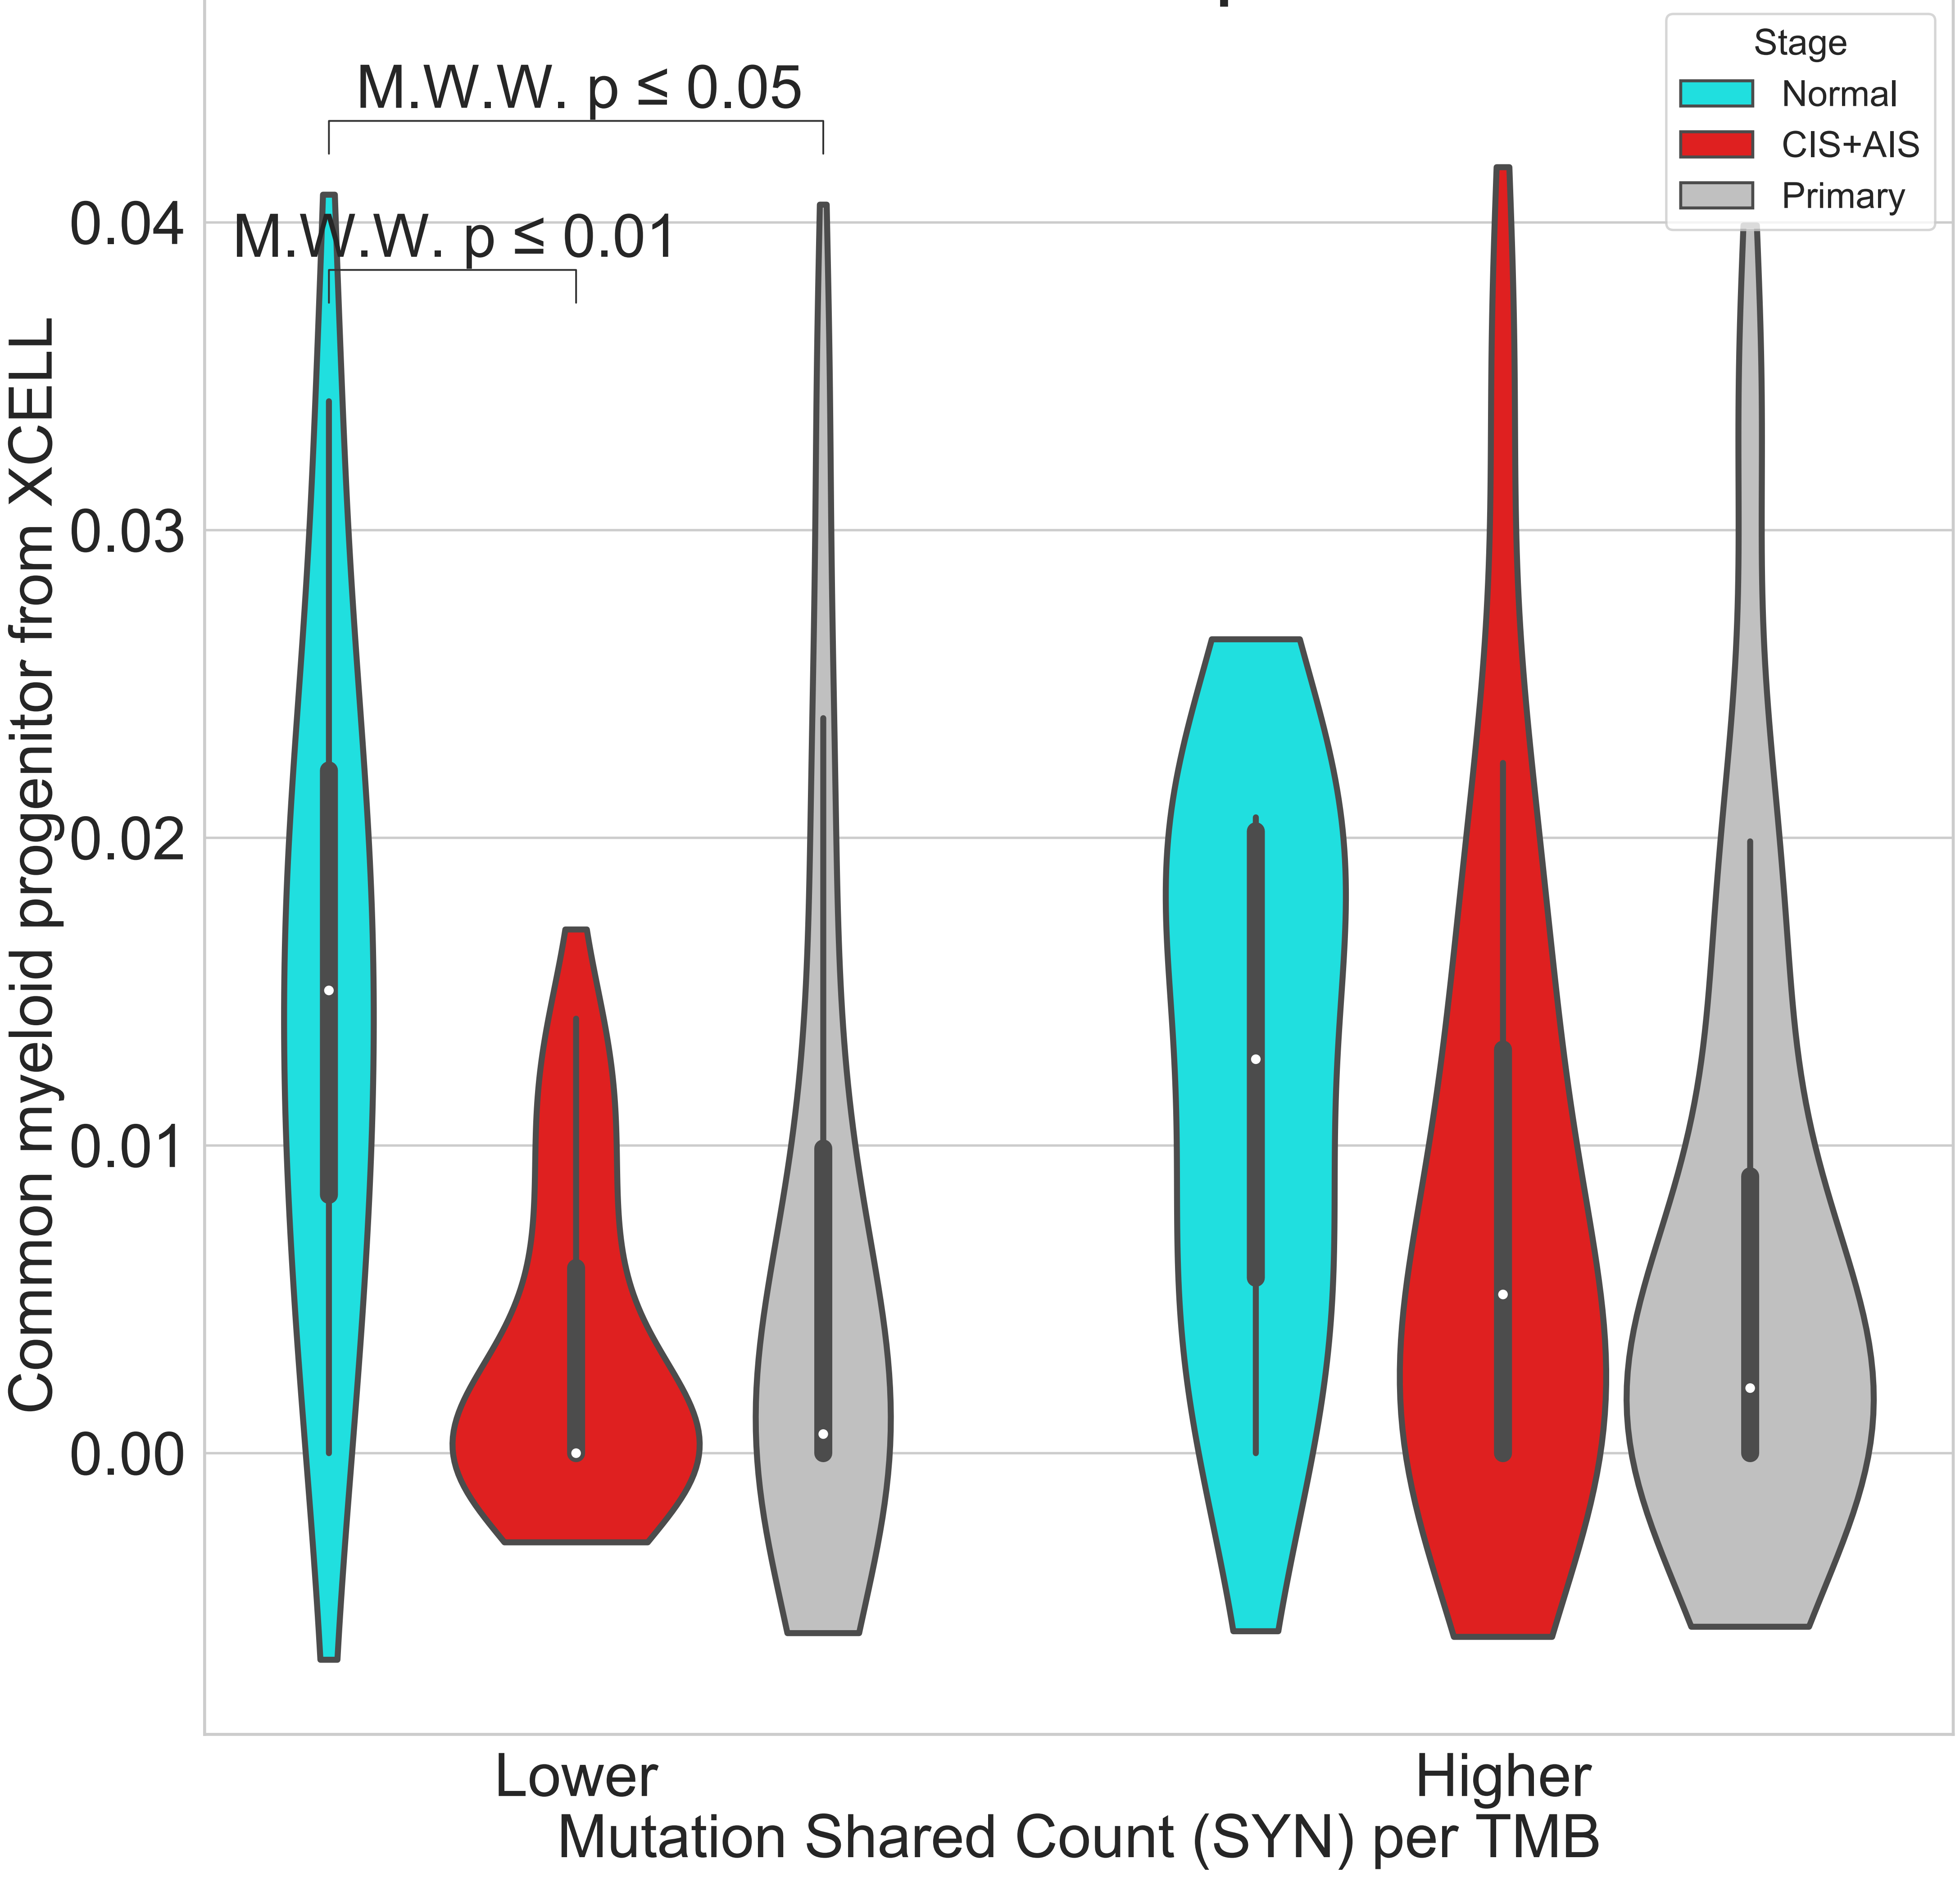 M.W.W. p ≤ 0.05
M.W.W. p ≤ 0.01
Stage
Normal
CIS+AIS
Primary
Common myeloid progenitor from XCELL
0.04
0.03
0.02
0.01
0.00
Lower
Higher
Mutation Shared Count (SYN) per TMB